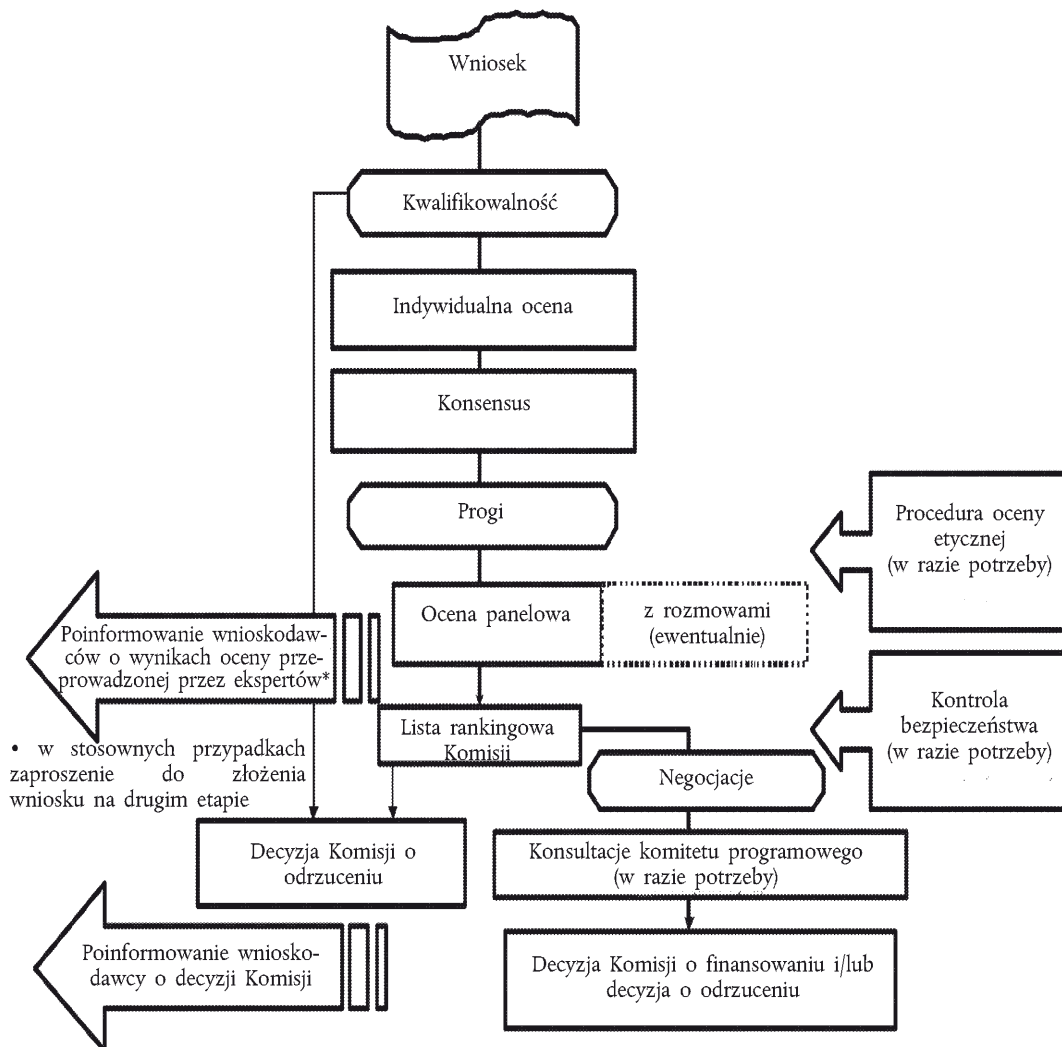 Wniosek
Kwalifikowalność
Indywidualna ocena
Konsensus
Progi
Procedura oceny
etycznej
(w razie potrzeby)
Ocena panelowa
z rozmowami
(ewentualnie)
Poinformowanie wnioskodaw-
ców o wynikach oceny prze-
prowadzonej przez ekspertów*
Kontrola
bezpieczeństwa
(w razie potrzeby)
Lista rankingowa
Komisji
• w stosownych przypadkach
zaproszenie do złożenia
wniosku na drugim etapie
Negocjacje
Decyzja Komisji o
odrzuceniu
Konsultacje komitetu programowego
(w razie potrzeby)
Poinformowanie wniosko-
dawcy o decyzji Komisji
Decyzja Komisji o finansowaniu i/lub
decyzja o odrzuceniu